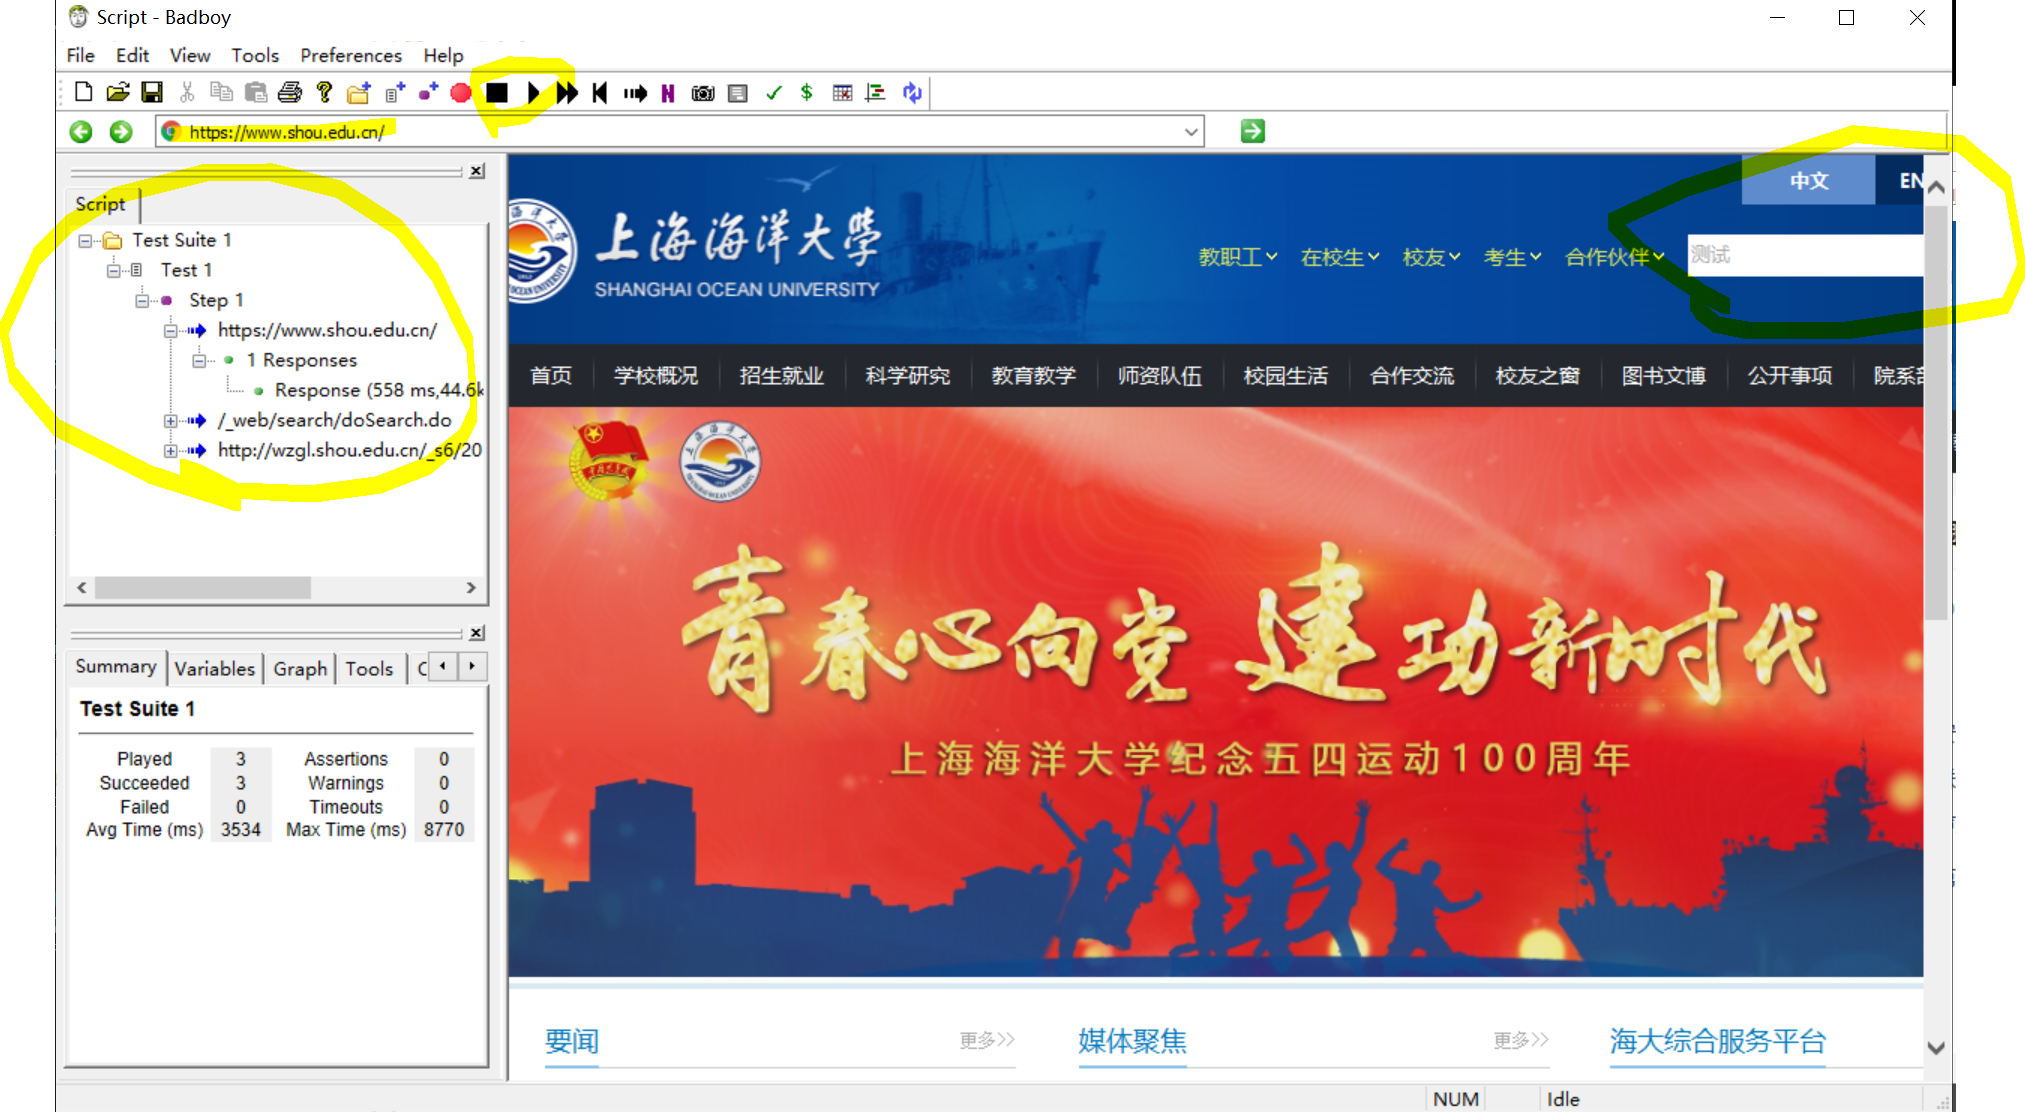 Script - Badboy
File Edit View Tools Preferences Help
https://www.shou.edu.cn/
Script
Test Suite 1
Test 1
Step 1
https://www.shou.edu.cn/
1 Responses
Response (558 ms,44.6k
/_web/search/doSearch.do
http://wzgl.shou.edu.cn/_s6/20
Summary Variables Graph Tools C
Test Suite 1
Played 3 Assertions 0
Succeeded 3 Warnings 0
Failed 0 Timeouts 0
Avg Time (ms) 3534 Max Time (ms) 8770
中文 EN
上海海洋大學
SHANGHAI OCEAN UNIVERSITY
教职工 在校生 校友 考生 合作伙伴 测试
首页 学校概况 招生就业 科学研究 教育教学 师资队伍 校园生活 合作交流 校友之窗 图书文博 公开事项 院系部
青春心向党 建功新时代
上海海洋大学纪念五四运动100周年
要闻 更多>> 媒体聚焦 更多>> 海大综合服务平台
NUM Idle